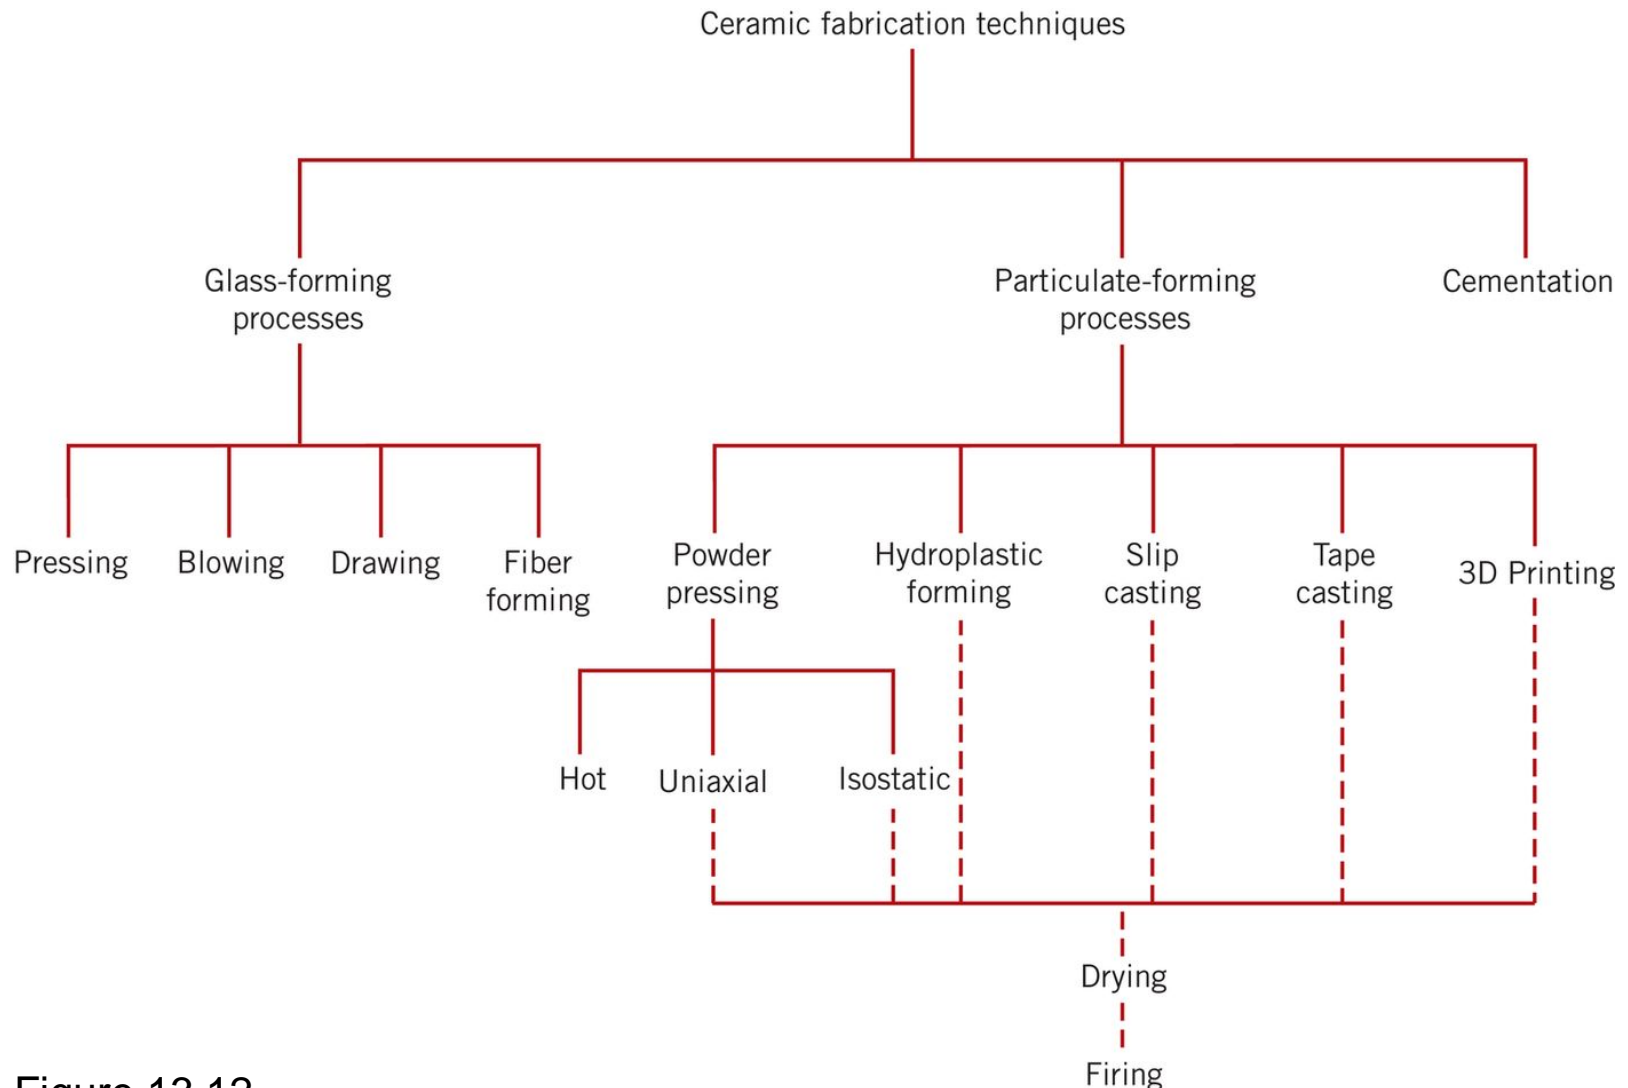 Ceramic fabrication techniques
Glass-forming
processes
Particulate-forming
processes
Cementation
Pressing
Blowing
Drawing
Fiber
forming
Powder
pressing
Hydroplastic
forming
Slip
casting
Tape
casting
3D Printing
Hot
Uniaxial
Isostatic
Drying
Firing
Figure